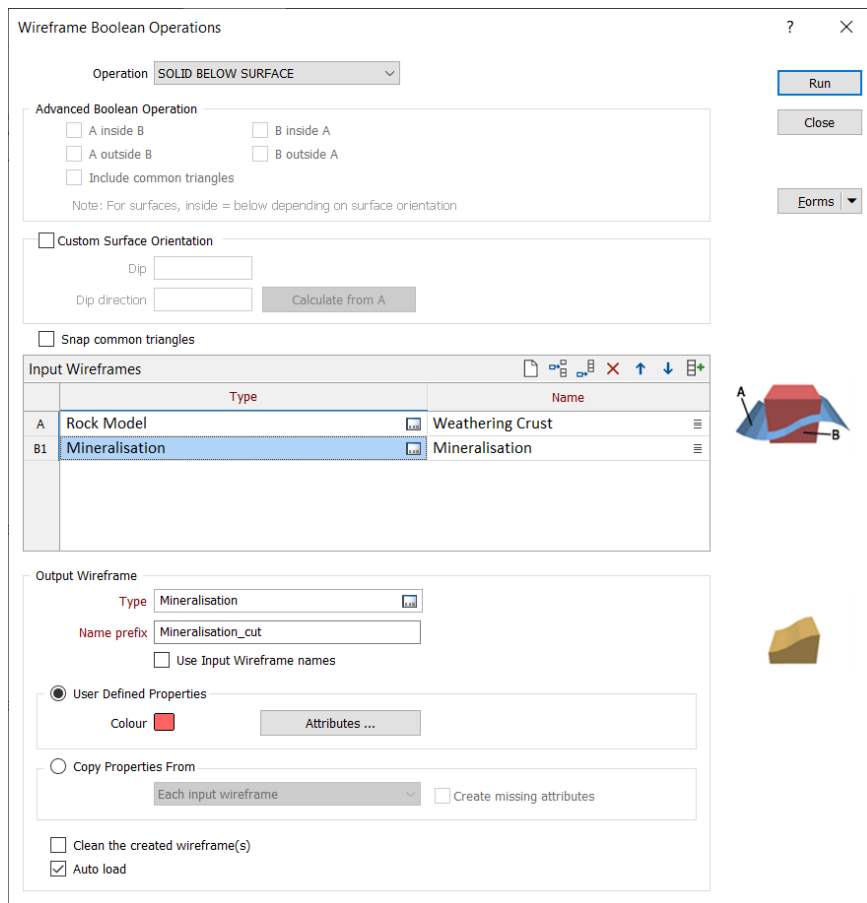 Wireframe Boolean Operations
?
Operation SOLID BELOW SURFACE
Run
Close
Forms
Advanced Boolean Operation
A inside B B inside A
A outside B B outside A
Include common triangles
Note: For surfaces, inside = below depending on surface orientation
Custom Surface Orientation
Dip
Dip direction Calculate from A
Snap common triangles
Input Wireframes
Type Name
A Rock Model Weathering Crust
B1 Mineralisation Mineralisation
A
B
Output Wireframe
Type Mineralisation
Name prefix Mineralisation_cut
Use Input Wireframe names
User Defined Properties
Colour Attributes ...
Copy Properties From
Each input wireframe Create missing attributes
Clean the created wireframe(s)
Auto load